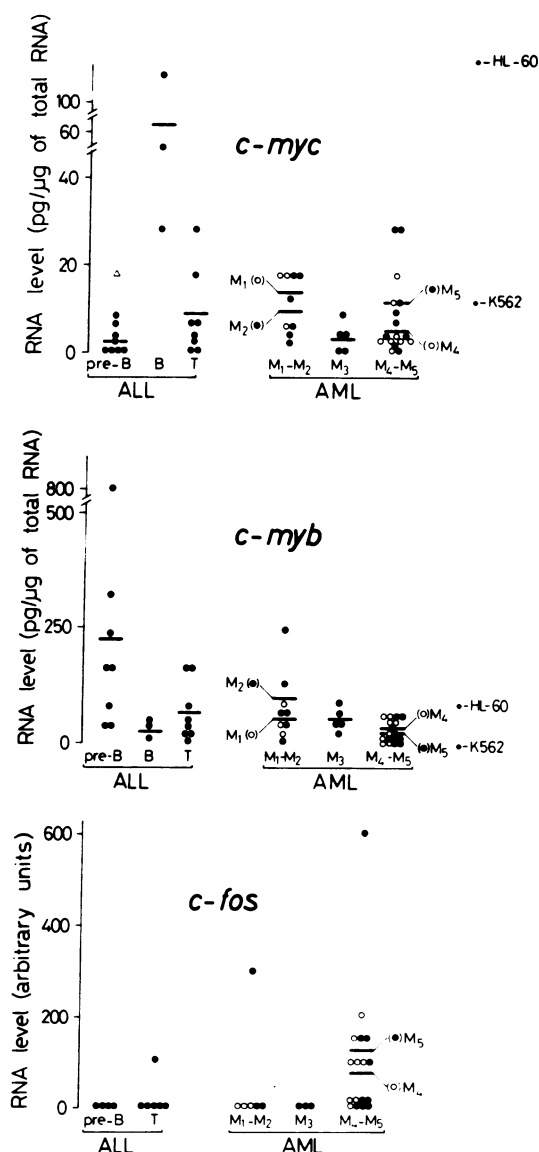 •-HL-60
RNA level (pg/µg of total RNA)
100
60
40
20
0
c-myc
M₁(○)
M₂(●)
(●)M₅
(○)M₄
•-K562
pre-B B T
M₁-M₂ M₃ M₄-M₅
ALL
AML
RNA level (pg/µg of total RNA)
800
500
250
0
c-myb
M₂(●)
M₁(○)
(○)M₄
(●)M₅
•-HL-60
•-K562
pre-B B T
M₁-M₂ M₃ M₄-M₅
ALL
AML
RNA level (arbitrary units)
600
400
200
0
c-fos
(●)M₅
(○)M₄
pre-B T
M₁-M₂ M₃ M₄-M₅
ALL
AML